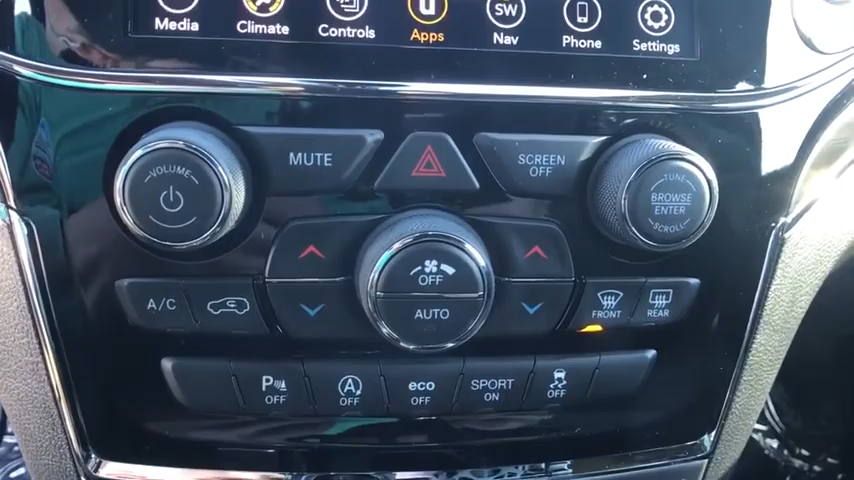 Media Climate Controls Apps Nav Phone Settings
SW
MUTE
SCREEN
OFF
VOLUME
TUNE
BROWSE
ENTER
SCROLL
OFF
AUTO
A/C
FRONT
REAR
P
OFF
A
OFF
eco
OFF
SPORT
ON
OFF